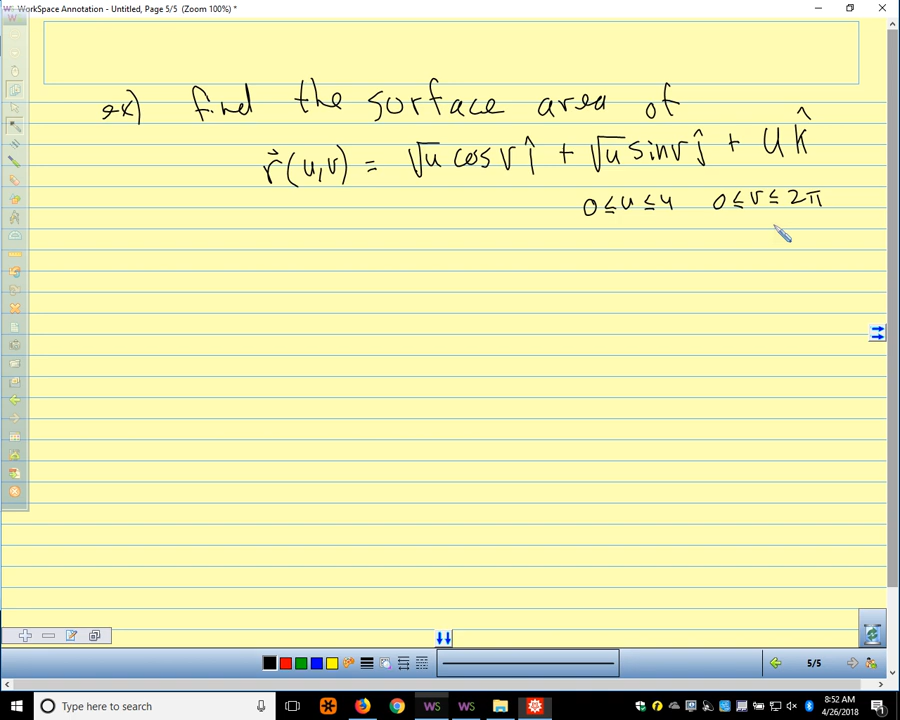 WorkSpace Annotation - Untitled, Page 5/5 (Zoom 100%) *
ex) find the surface area of
r⃗(u,v) = √u cos v î + √u sin v ĵ + u k̂
0 ≤ u ≤ 4   0 ≤ v ≤ 2π
5/5
Type here to search
8:52 AM
4/26/2018